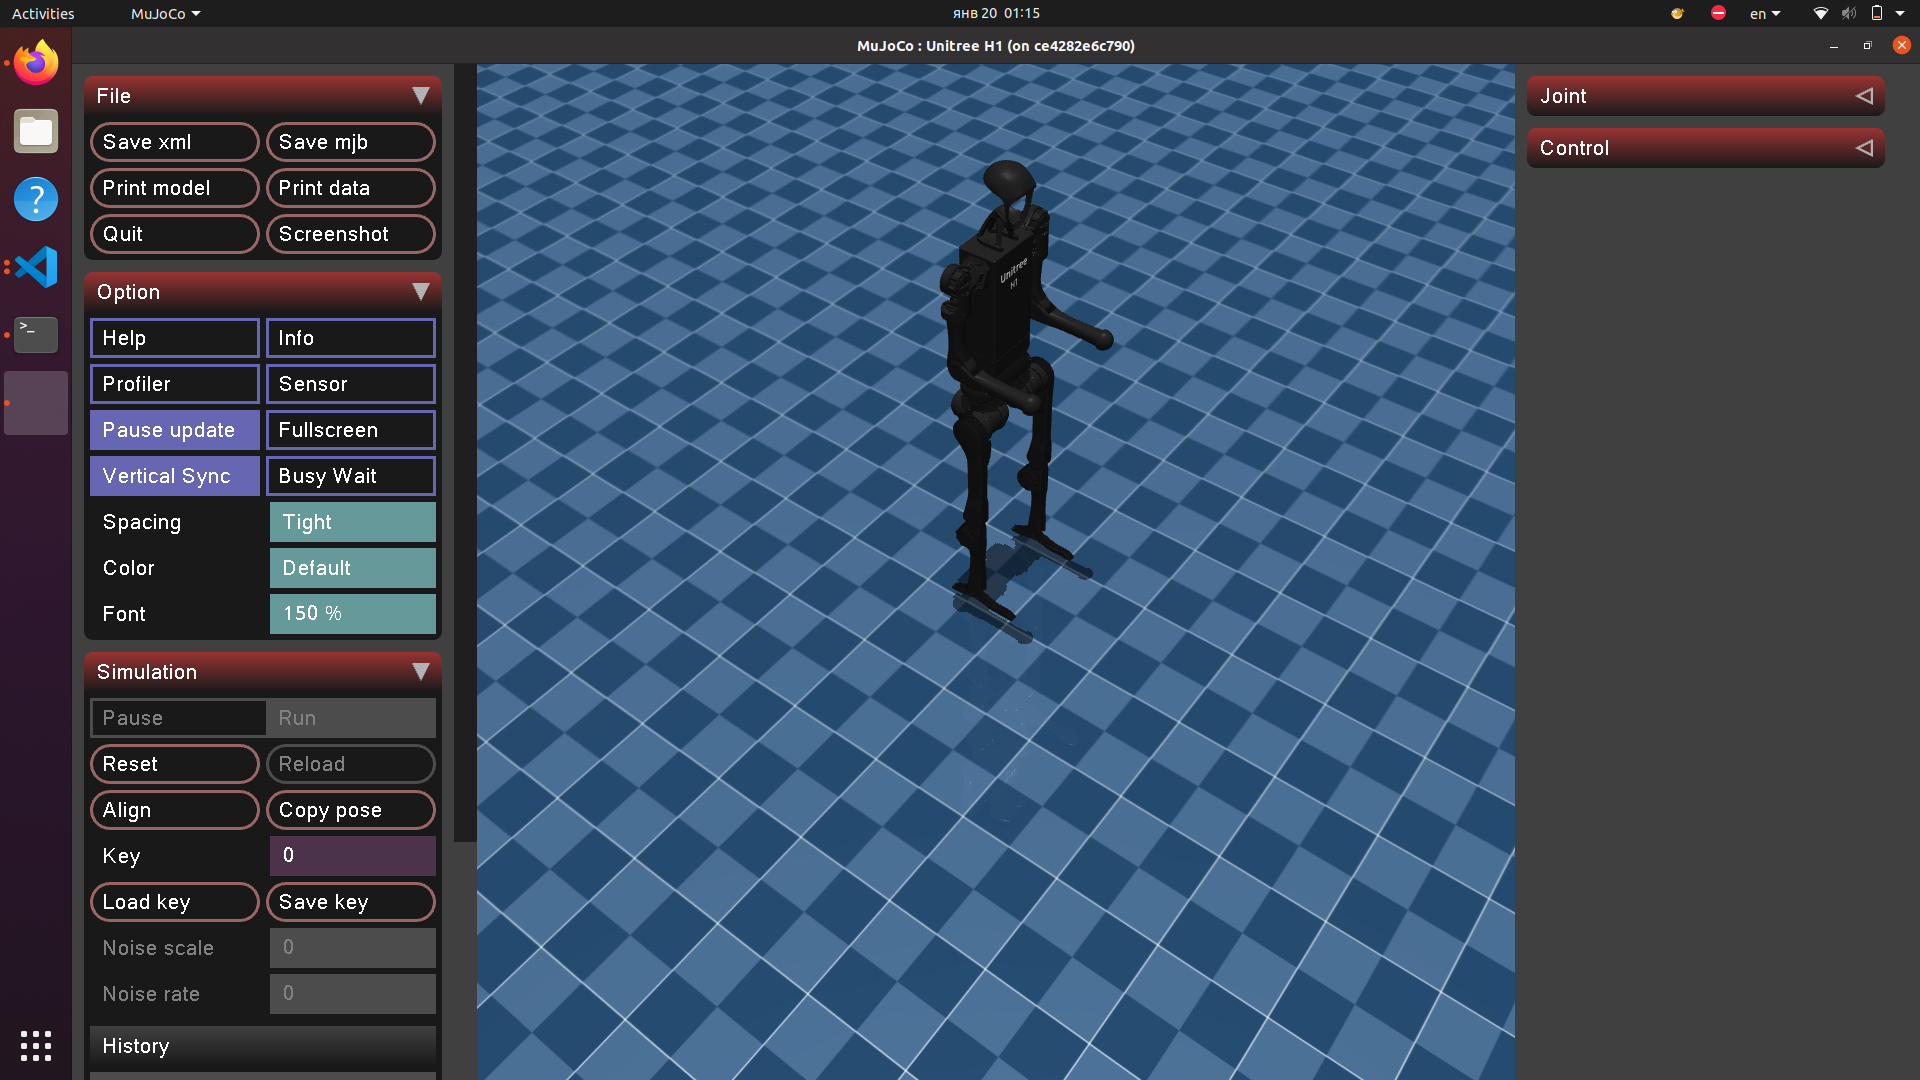 Activities
MuJoCo
янв 20 01:15
en
MuJoCo : Unitree H1 (on ce4282e6c790)
File
Save xml
Save mjb
Print model
Print data
Quit
Screenshot
Option
Help
Info
Profiler
Sensor
Pause update
Fullscreen
Vertical Sync
Busy Wait
Spacing
Tight
Color
Default
Font
150 %
Simulation
Pause
Run
Reset
Reload
Align
Copy pose
Key
0
Load key
Save key
Noise scale
0
Noise rate
0
History
Unitree
H1
Joint
Control